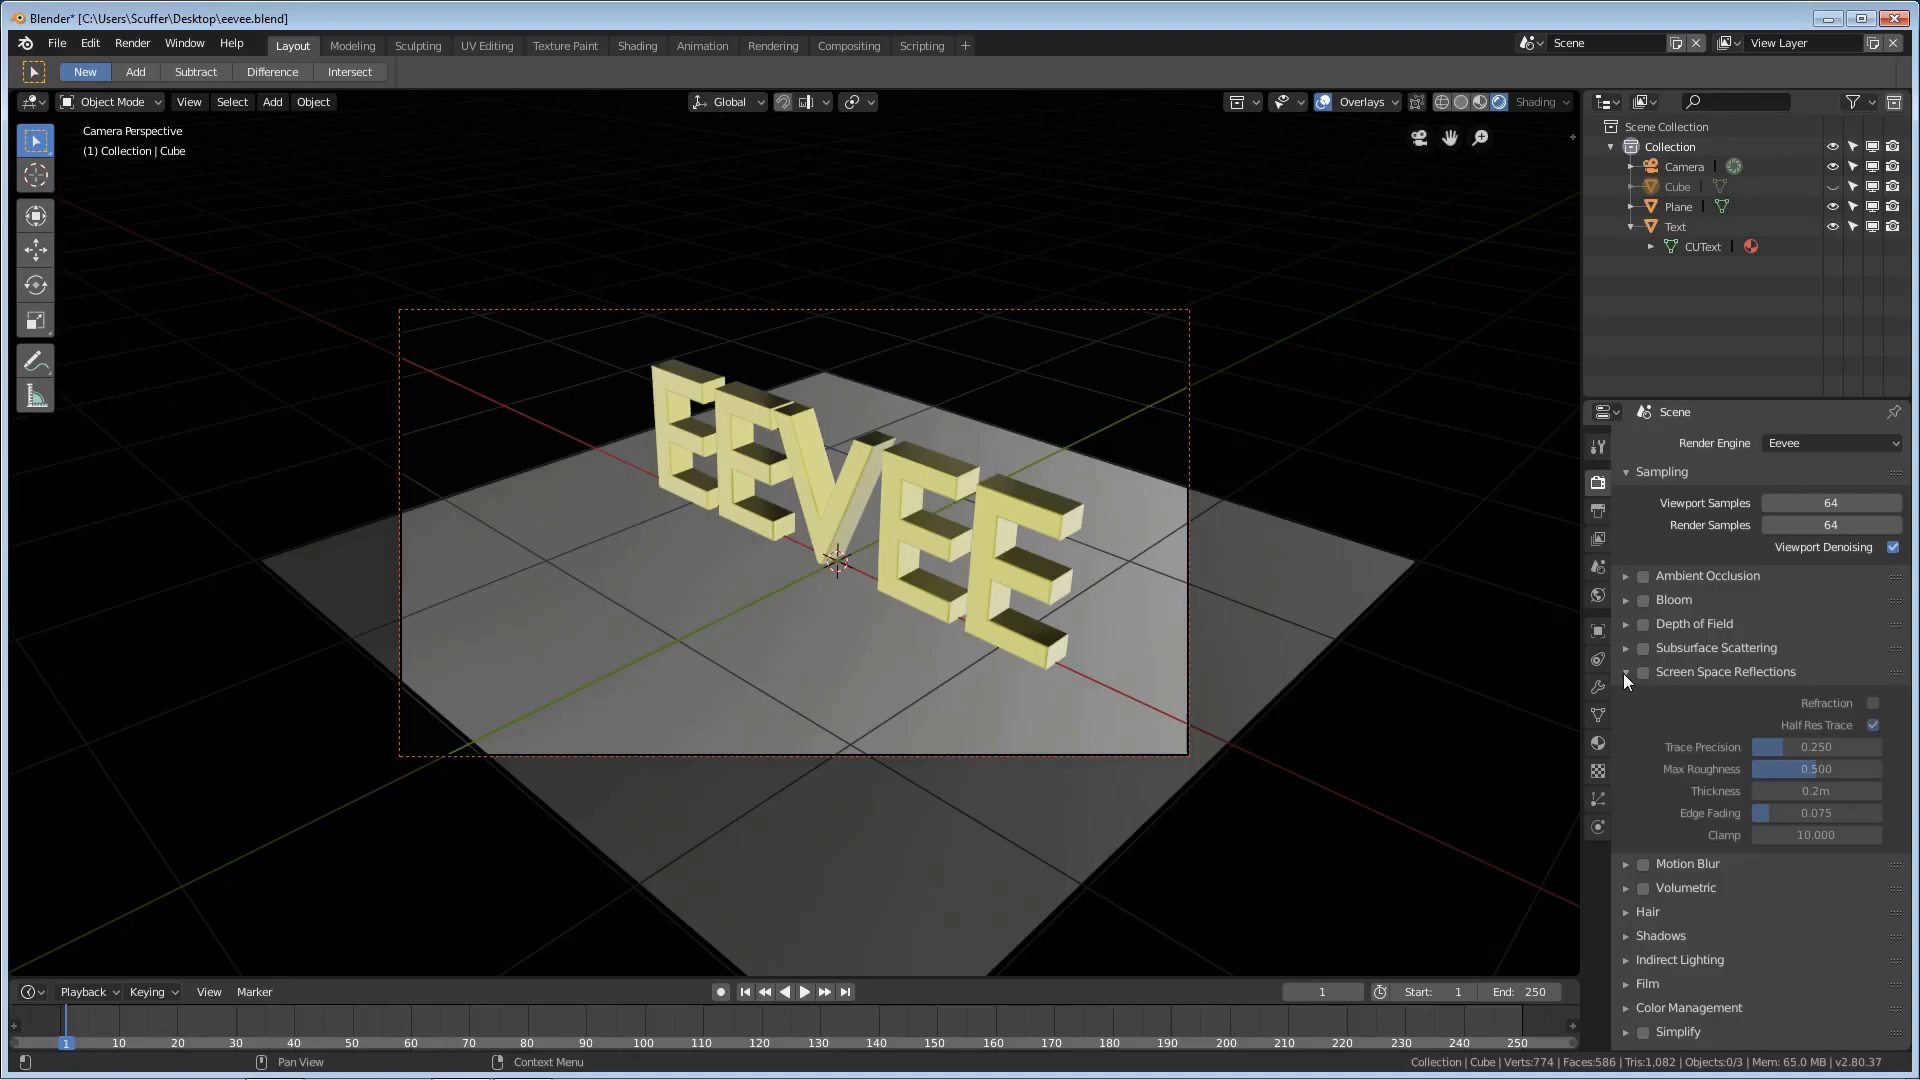 Blender* [C:\Users\Scuffer\Desktop\eevee.blend]
File Edit Render Window Help Layout Modeling Sculpting UV Editing Texture Paint Shading Animation Rendering Compositing Scripting + Scene View Layer
New Add Subtract Difference Intersect
Object Mode View Select Add Object Global Overlays Shading
Camera Perspective
(1) Collection | Cube
EEVEE
Scene Collection
Collection
Camera
Cube
Plane
Text
CUText
Scene
Render Engine Eevee
Sampling
Viewport Samples 64
Render Samples 64
Viewport Denoising
Ambient Occlusion
Bloom
Depth of Field
Subsurface Scattering
Screen Space Reflections
Refraction
Half Res Trace
Trace Precision 0.250
Max Roughness 0.500
Thickness 0.2m
Edge Fading 0.075
Clamp 10.000
Motion Blur
Volumetric
Hair
Shadows
Indirect Lighting
Film
Color Management
Simplify
Playback Keying View Marker 1 Start: 1 End: 250
1 10 20 30 40 50 60 70 80 90 100 110 120 130 140 150 160 170 180 190 200 210 220 230 240 250
Pan View Context Menu Collection | Cube | Verts:774 | Faces:586 | Tris:1,082 | Objects:0/3 | Mem: 65.0 MB | v2.80.37